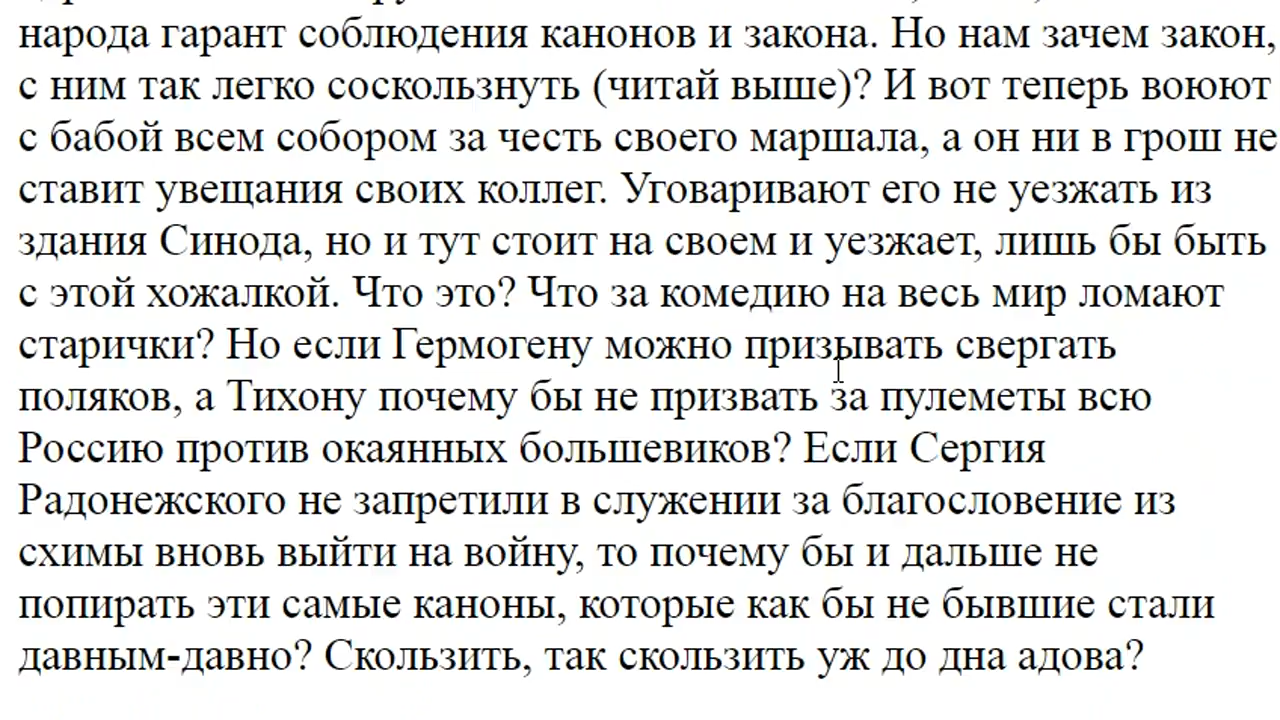 народа гарант соблюдения канонов и закона. Но нам зачем закон,
с ним так легко соскользнуть (читай выше)? И вот теперь воюют
с бабой всем собором за честь своего маршала, а он ни в грош не
ставит увещания своих коллег. Уговаривают его не уезжать из
здания Синода, но и тут стоит на своем и уезжает, лишь бы быть
с этой хожалкой. Что это? Что за комедию на весь мир ломают
старички? Но если Гермогену можно призывать свергать
поляков, а Тихону почему бы не призвать за пулеметы всю
Россию против окаянных большевиков? Если Сергия
Радонежского не запретили в служении за благословение из
схимы вновь выйти на войну, то почему бы и дальше не
попирать эти самые каноны, которые как бы не бывшие стали
давным-давно? Скользить, так скользить уж до дна адова?